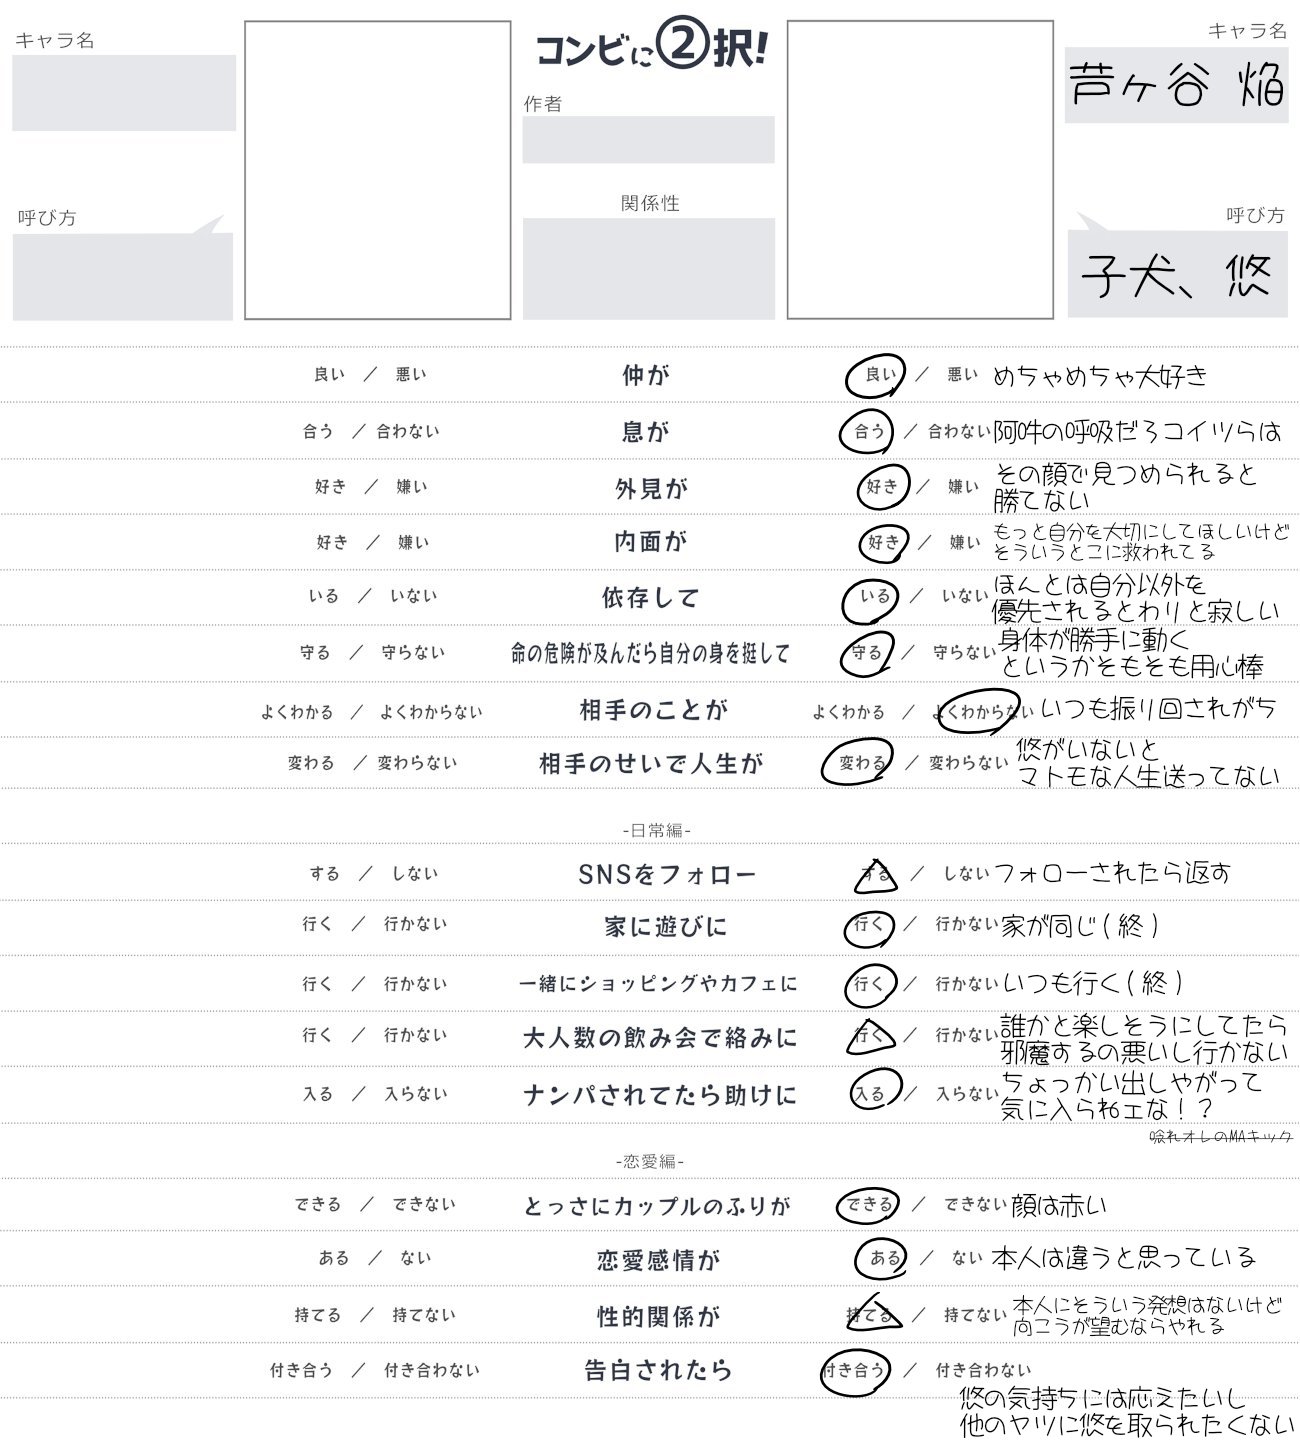 コンビに②択!
キャラ名
キャラ名
芦ヶ谷 焔
作者
関係性
呼び方
呼び方
子犬、悠
良い ／ 悪い 仲が 良い ／ 悪い めちゃめちゃ大好き
合う ／ 合わない 息が 合う ／ 合わない 阿吽の呼吸だろコイツらは
好き ／ 嫌い 外見が 好き ／ 嫌い その顔で見つめられると
勝てない
好き ／ 嫌い 内面が 好き ／ 嫌い もっと自分を大切にしてほしいけど
そういうとこに救われてる
いる ／ いない 依存して いる ／ いない ほんとは自分以外を
優先されるとわりと寂しい
守る ／ 守らない 命の危険が及んだら自分の身を挺して 守る ／ 守らない 身体が勝手に動く
というかそもそも用心棒
よくわかる ／ よくわからない 相手のことが よくわかる ／ よくわからない いつも振り回されがち
変わる ／ 変わらない 相手のせいで人生が 変わる ／ 変わらない 悠がいないと
マトモな人生送ってない
-日常編-
する ／ しない SNSをフォロー する ／ しない フォローされたら返す
行く ／ 行かない 家に遊びに 行く ／ 行かない 家が同じ(終)
行く ／ 行かない 一緒にショッピングやカフェに 行く ／ 行かない いつも行く(終)
行く ／ 行かない 大人数の飲み会で絡みに 行く ／ 行かない 誰かと楽しそうにしてたら
邪魔するの悪いし行かない
入る ／ 入らない ナンパされてたら助けに 入る ／ 入らない ちょっかい出しやがって
気に入らねェな!?
喰れオレのMAキック
-恋愛編-
できる ／ できない とっさにカップルのふりが できる ／ できない 顔は赤い
ある ／ ない 恋愛感情が ある ／ ない 本人は違うと思っている
持てる ／ 持てない 性的関係が 持てる ／ 持てない 本人にそういう発想はないけど
向こうが望むならやれる
付き合う ／ 付き合わない 告白されたら 付き合う ／ 付き合わない
悠の気持ちには応えたいし
他のヤツに悠を取られたくない